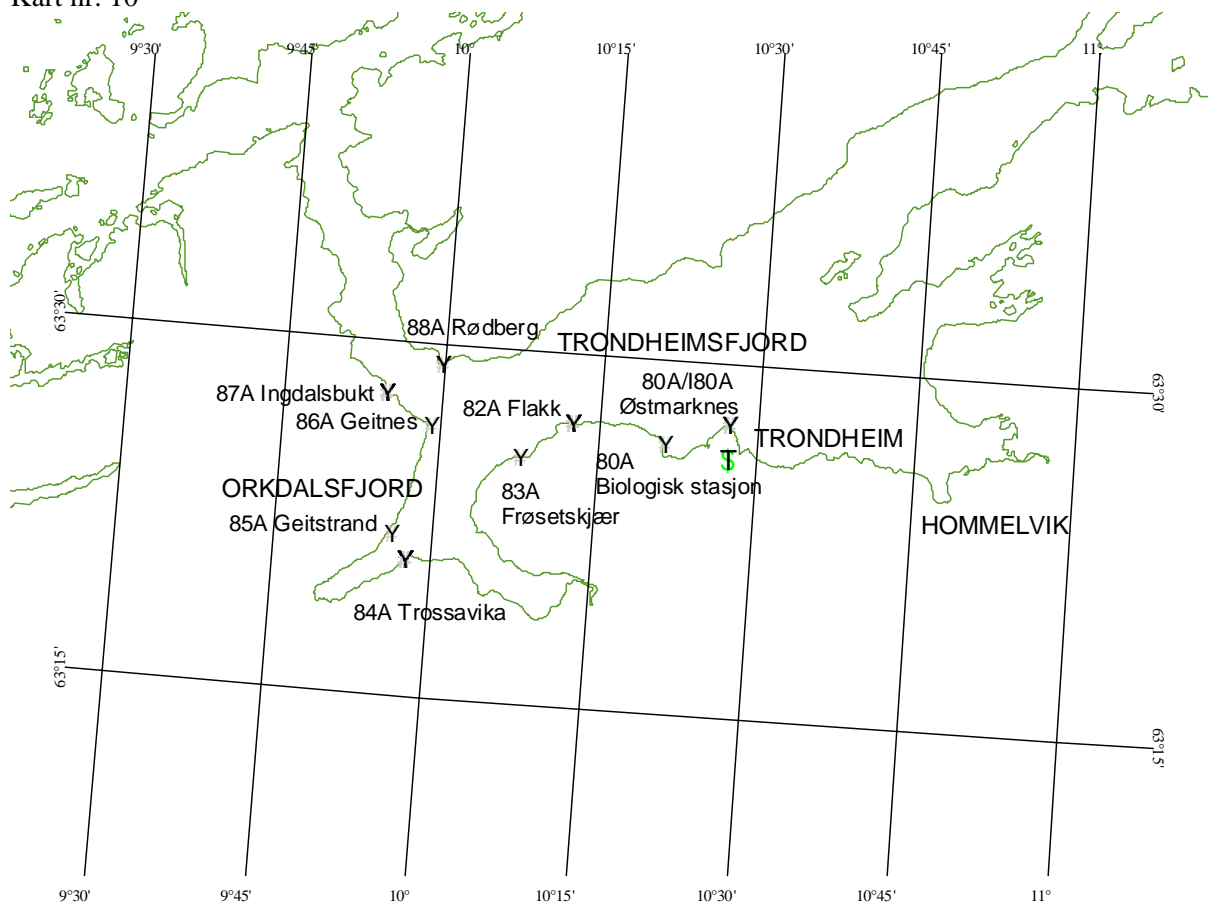 Kart nr. 10
9°30' 9°45' 10° 10°15' 10°30' 10°45' 11°
63°30'
88A Rødberg
TRONDHEIMSFJORD
Y
87A Ingdalsbukt Y
80A/I80A
Østmarknes
63°30'
82A Flakk Y
86A Geitnes Y
Y
Y
TRONDHEIM
Y
T
S
80A
Biologisk stasjon
83A
Frøsetskjær
ORKDALSFJORD
85A Geitstrand Y
HOMMELVIK
Y
84A Trossavika
63°15'
63°15'
9°30' 9°45' 10° 10°15' 10°30' 10°45' 11°